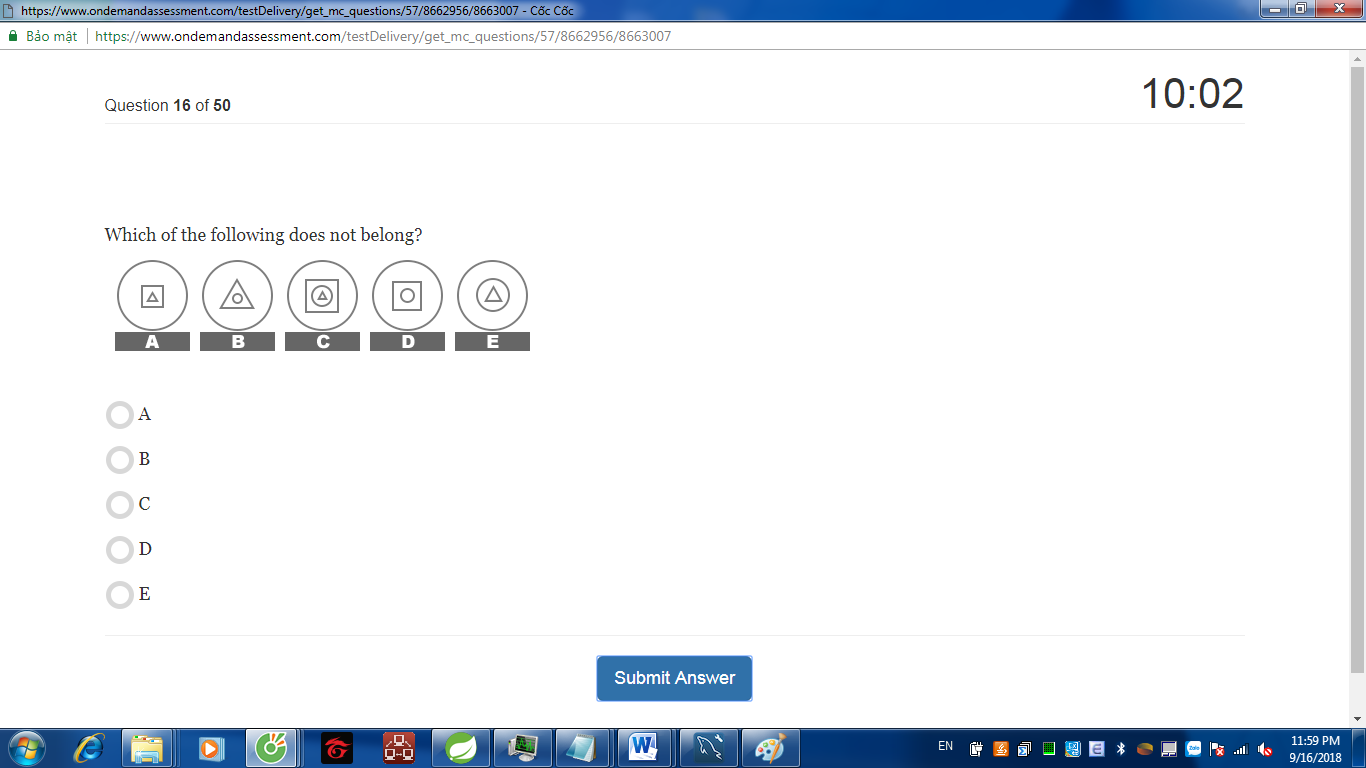 https://www.ondemandassessment.com/testDelivery/get_mc_questions/57/8662956/8663007 - Cốc Cốc
Bảo mật
https://www.ondemandassessment.com/testDelivery/get_mc_questions/57/8662956/8663007
Question 16 of 50
10:02
Which of the following does not belong?
A B C D E
A
B
C
D
E
Submit Answer
EN
11:59 PM
9/16/2018